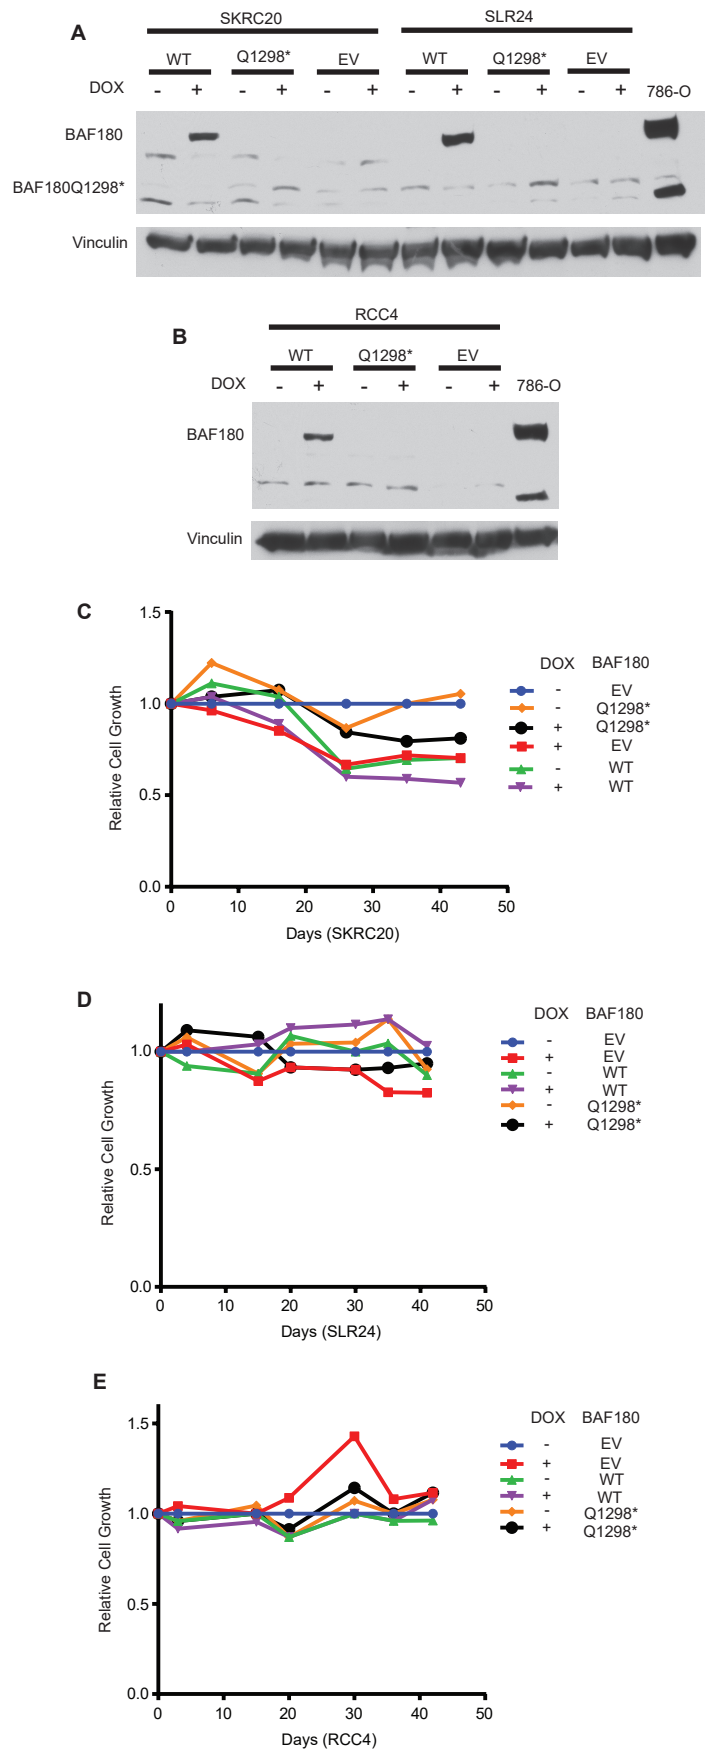 A
SKRC20 SLR24
WT Q1298* EV WT Q1298* EV
DOX - + - + - + - + - + - + 786-O
BAF180
BAF180Q1298*
Vinculin
B
RCC4
WT Q1298* EV
DOX - + - + - + 786-O
BAF180
Vinculin
C
Relative Cell Growth
1.5
1.0
0.5
0.0
0 10 20 30 40 50
Days (SKRC20)
DOX BAF180
- EV
- Q1298*
+ Q1298*
+ EV
- WT
+ WT
D
Relative Cell Growth
1.0
0.5
0.0
0 10 20 30 40 50
Days (SLR24)
DOX BAF180
- EV
+ EV
- WT
+ WT
- Q1298*
+ Q1298*
E
Relative Cell Growth
1.5
1.0
0.5
0.0
0 10 20 30 40 50
Days (RCC4)
DOX BAF180
- EV
+ EV
- WT
+ WT
- Q1298*
+ Q1298*